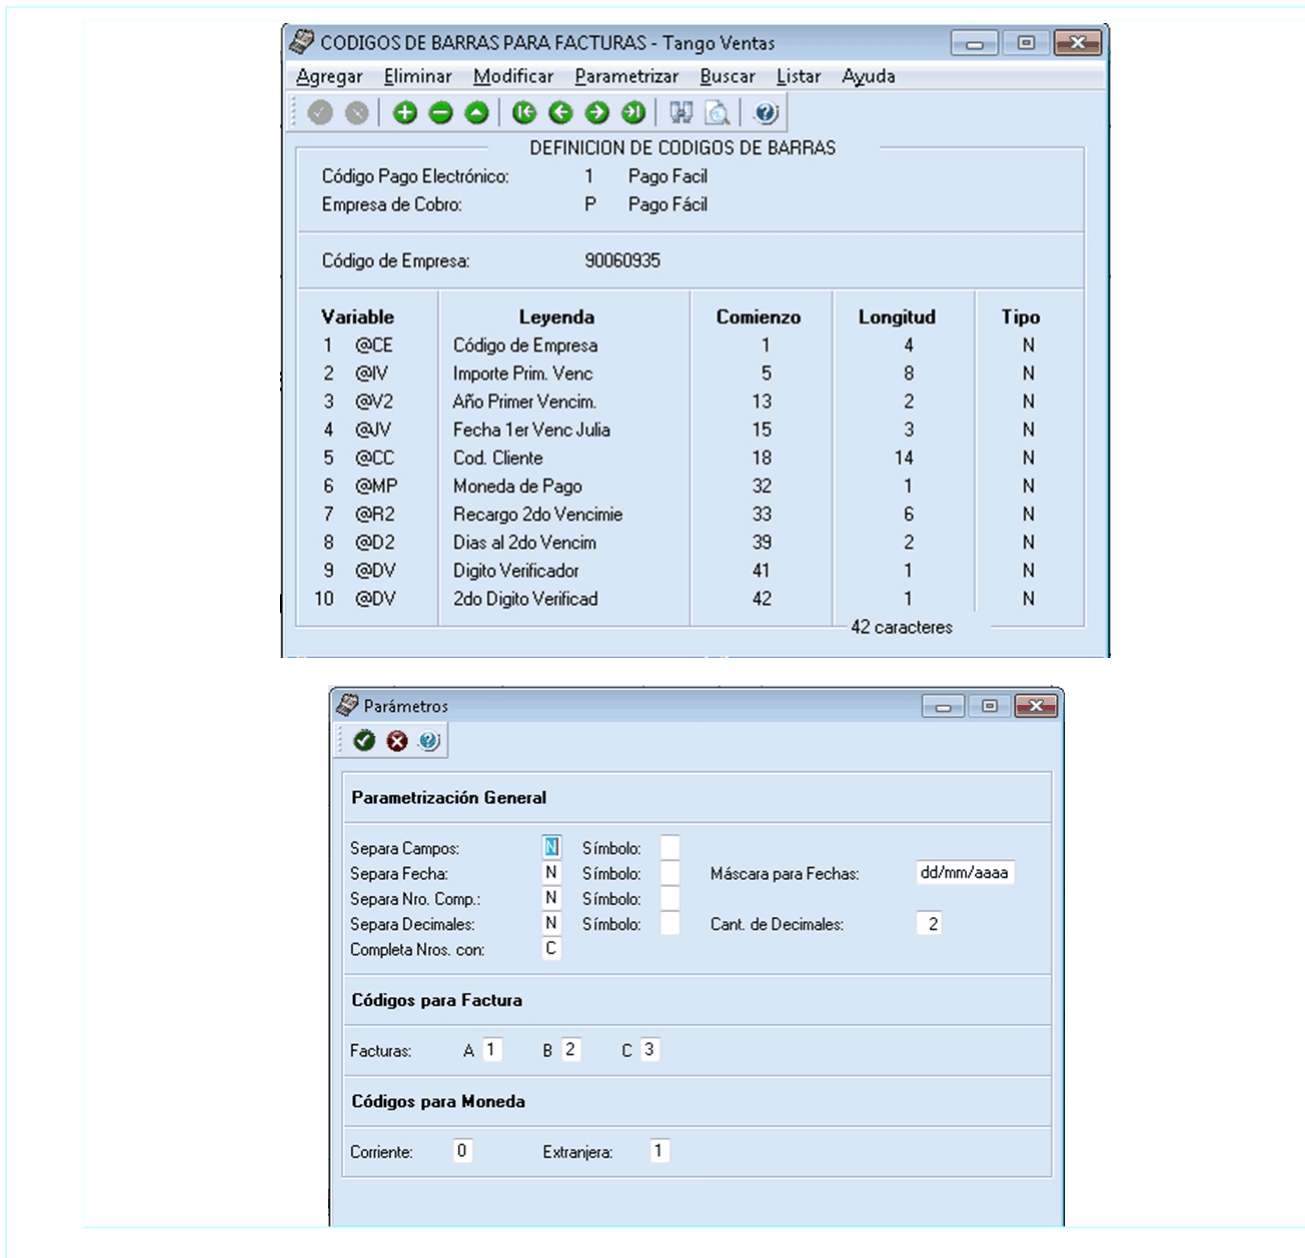 CODIGOS DE BARRAS PARA FACTURAS - Tango Ventas
Agregar Eliminar Modificar Parametrizar Buscar Listar Ayuda
DEFINICION DE CODIGOS DE BARRAS
Código Pago Electrónico: 1 Pago Facil
Empresa de Cobro: P Pago Fácil
Código de Empresa: 90060935
Variable Leyenda Comienzo Longitud Tipo
1 @CE Código de Empresa 1 4 N
2 @IV Importe Prim. Venc 5 8 N
3 @V2 Año Primer Vencim. 13 2 N
4 @JV Fecha 1er Venc Julia 15 3 N
5 @CC Cod. Cliente 18 14 N
6 @MP Moneda de Pago 32 1 N
7 @R2 Recargo 2do Vencimie 33 6 N
8 @D2 Dias al 2do Vencim 39 2 N
9 @DV Digito Verificador 41 1 N
10 @DV 2do Digito Verificad 42 1 N
42 caracteres
Parámetros
Parametrización General
Separa Campos: N Símbolo:
Separa Fecha: N Símbolo: Máscara para Fechas: dd/mm/aaaa
Separa Nro. Comp.: N Símbolo:
Separa Decimales: N Símbolo: Cant. de Decimales: 2
Completa Nros. con: C
Códigos para Factura
Facturas: A 1 B 2 C 3
Códigos para Moneda
Corriente: 0 Extranjera: 1